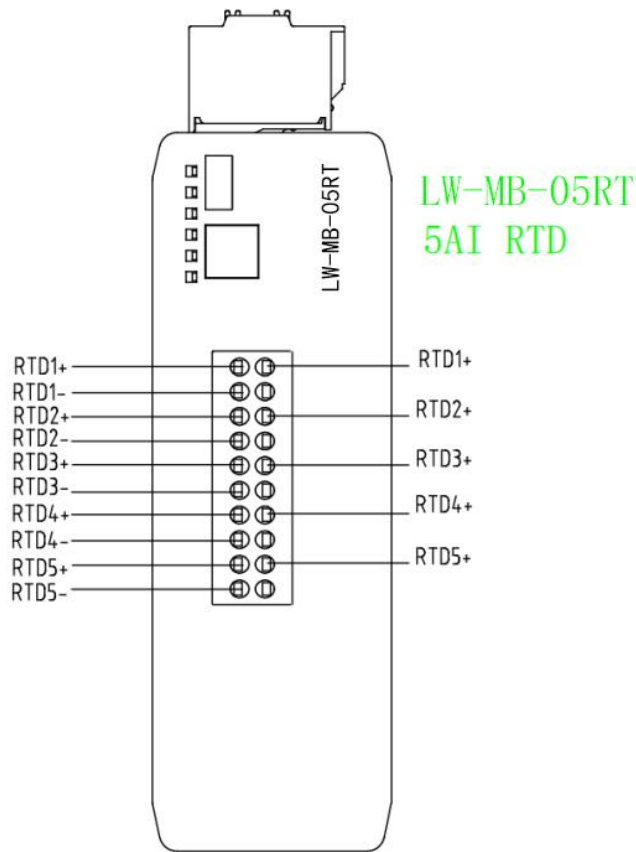 LW-MB-05RT
LW-MB-05RT
5AI RTD
RTD1+
RTD1-
RTD2+
RTD2-
RTD3+
RTD3-
RTD4+
RTD4-
RTD5+
RTD5-
RTD1+
RTD2+
RTD3+
RTD4+
RTD5+